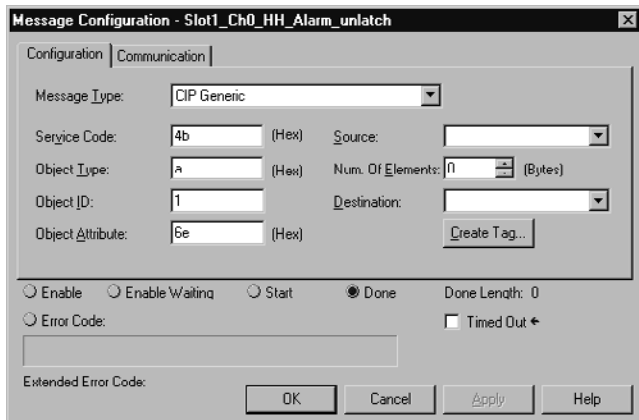 Message Configuration - Slot1_Ch0_HH_Alarm_unlatch
Configuration Communication
Message Type: CIP Generic
Service Code: 4b (Hex) Source:
Object Type: a (Hex) Num. Of Elements: 0 (Bytes)
Object ID: 1 Destination:
Object Attribute: 6e (Hex) Create Tag...
Enable Enable Waiting Start Done Done Length: 0
Error Code: Timed Out ←
Extended Error Code:
OK Cancel Apply Help